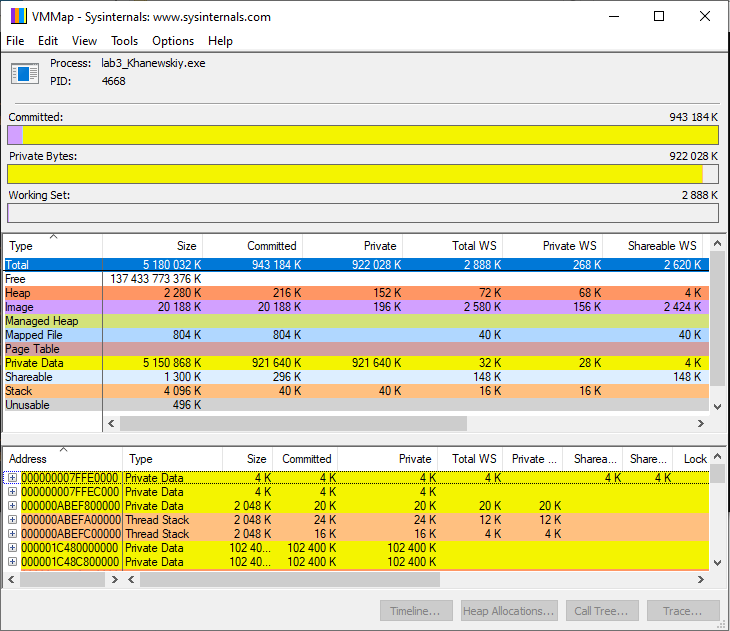 VMMap - Sysinternals: www.sysinternals.com
File Edit View Tools Options Help
Process: lab3_Khanewskiy.exe
PID: 4668
Committed: 943 184 K
Private Bytes: 922 028 K
Working Set: 2 888 K
Type Size Committed Private Total WS Private WS Shareable WS
Total 5 180 032 K 943 184 K 922 028 K 2 888 K 268 K 2 620 K
Free 137 433 773 376 K
Heap 2 280 K 216 K 152 K 72 K 68 K 4 K
Image 20 188 K 20 188 K 196 K 2 580 K 156 K 2 424 K
Managed Heap
Mapped File 804 K 804 K 40 K 40 K
Page Table
Private Data 5 150 868 K 921 640 K 921 640 K 32 K 28 K 4 K
Shareable 1 300 K 296 K 148 K 148 K
Stack 4 096 K 40 K 40 K 16 K 16 K
Unusable 496 K
Address Type Size Committed Private Total WS Private ... Sharea... Share... Lock
000000007FFE0000 Private Data 4 K 4 K 4 K 4 K 4 K 4 K
000000007FFEC000 Private Data 4 K 4 K 4 K
000000ABEF800000 Private Data 2 048 K 20 K 20 K 20 K 20 K
000000ABEFA00000 Thread Stack 2 048 K 24 K 24 K 12 K 12 K
000000ABEFC00000 Thread Stack 2 048 K 16 K 16 K 4 K 4 K
000001C480000000 Private Data 102 40... 102 400 K 102 400 K
000001C48C800000 Private Data 102 40... 102 400 K 102 400 K
Timeline... Heap Allocations... Call Tree... Trace...